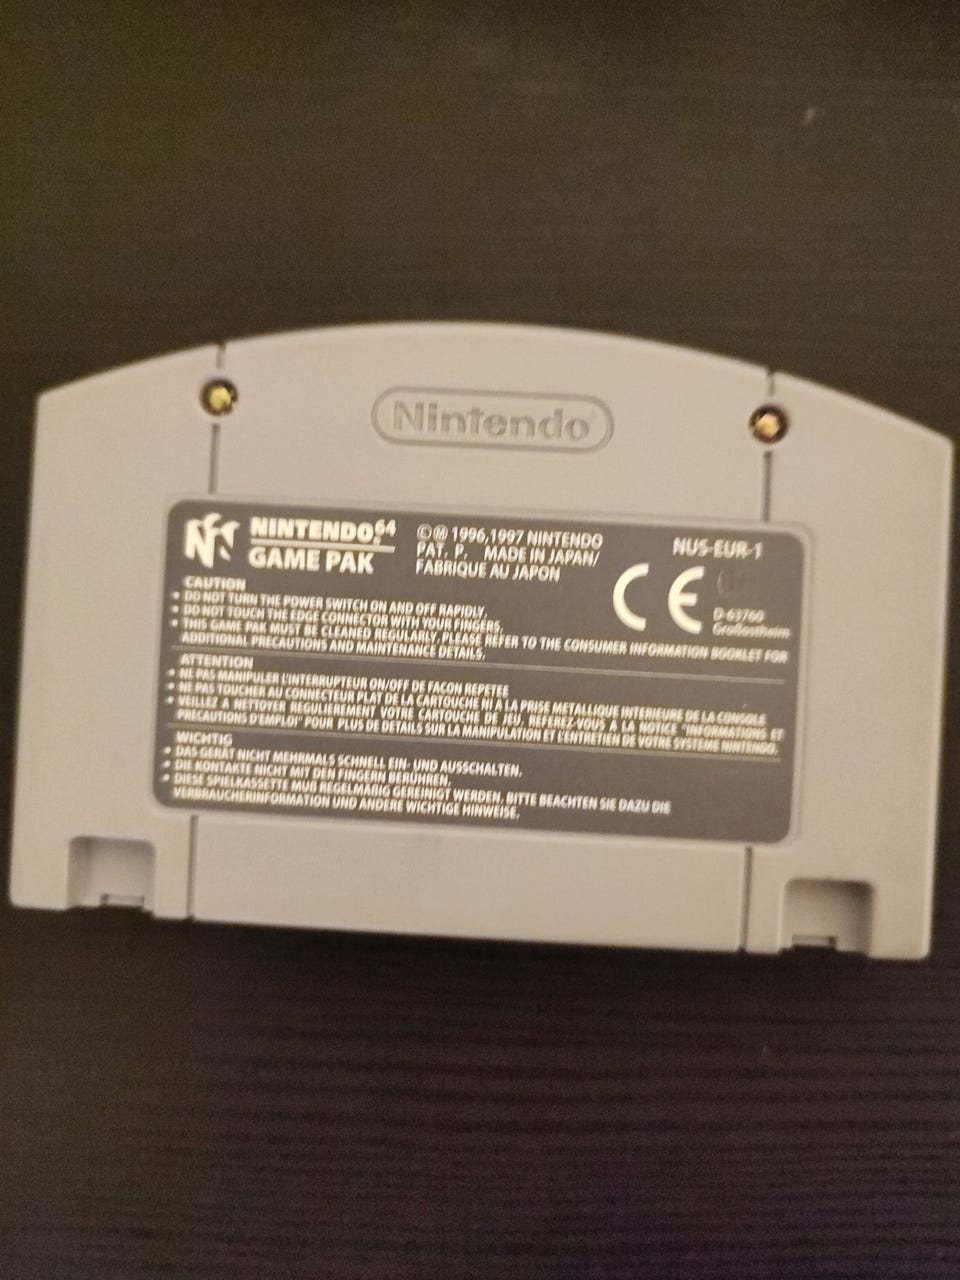 Nintendo®
NINTENDO 64
GAME PAK
©Ⓜ 1996,1997 NINTENDO
PAT. P. MADE IN JAPAN/
FABRIQUE AU JAPON
NUS-EUR-1
CE
D-63760
Großostheim
CAUTION
• DO NOT TURN THE POWER SWITCH ON AND OFF RAPIDLY.
• DO NOT TOUCH THE EDGE CONNECTOR WITH YOUR FINGERS.
• THIS GAME PAK MUST BE CLEANED REGULARLY, PLEASE REFER TO THE CONSUMER INFORMATION BOOKLET FOR
ADDITIONAL PRECAUTIONS AND MAINTENANCE DETAILS.
ATTENTION
• NE PAS MANIPULER L'INTERRUPTEUR ON/OFF DE FACON REPETEE
• NE PAS TOUCHER AU CONNECTEUR PLAT DE LA CARTOUCHE NI A LA PRISE METALLIQUE INTERIEURE DE LA CONSOLE
• VEILLEZ A NETTOYER REGULIEREMENT VOTRE CARTOUCHE DE JEU. REFEREZ-VOUS A LA NOTICE "INFORMATIONS ET
PRECAUTIONS D'EMPLOI" POUR PLUS DE DETAILS SUR LA MANIPULATION ET L'ENTRETIEN DE VOTRE SYSTEME NINTENDO.
WICHTIG
• DAS GERÄT NICHT MEHRMALS SCHNELL EIN- UND AUSSCHALTEN.
• DIE KONTAKTE NICHT MIT DEN FINGERN BERÜHREN.
• DIESE SPIELKASSETTE MUß REGELMÄßIG GEREINIGT WERDEN. BITTE BEACHTEN SIE DAZU DIE
VERBRAUCHERINFORMATION UND ANDERE WICHTIGE HINWEISE.